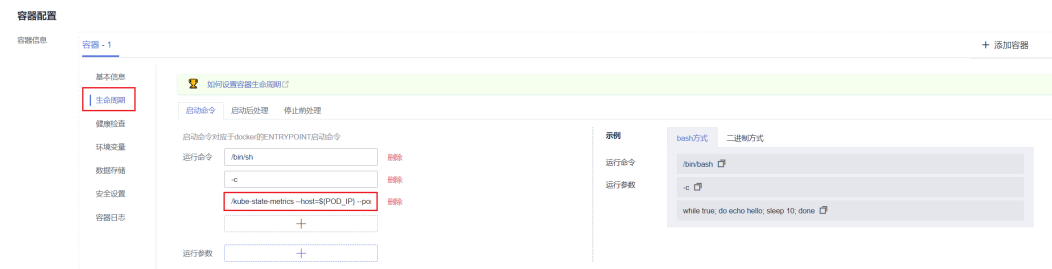 容器配置
容器信息
容器 - 1
+ 添加容器
基本信息
生命周期
健康检查
环境变量
数据存储
安全设置
容器日志
如何设置容器生命周期
启动命令 启动后处理 停止前处理
启动命令对应于docker的ENTRYPOINT启动命令
运行命令 /bin/sh 删除
-c 删除
/kube-state-metrics --host=$(POD_IP) --poi 删除
+
运行参数 +
示例
bash方式 二进制方式
运行命令 /bin/bash
运行参数 -c
while true; do echo hello; sleep 10; done